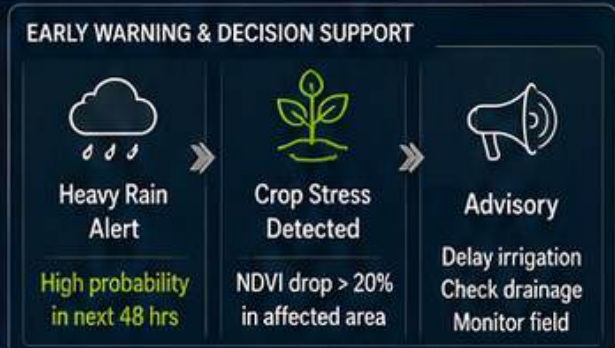 EARLY WARNING & DECISION SUPPORT
Heavy Rain
Alert
High probability
in next 48 hrs
Crop Stress
Detected
NDVI drop > 20%
in affected area
Advisory
Delay irrigation
Check drainage
Monitor field